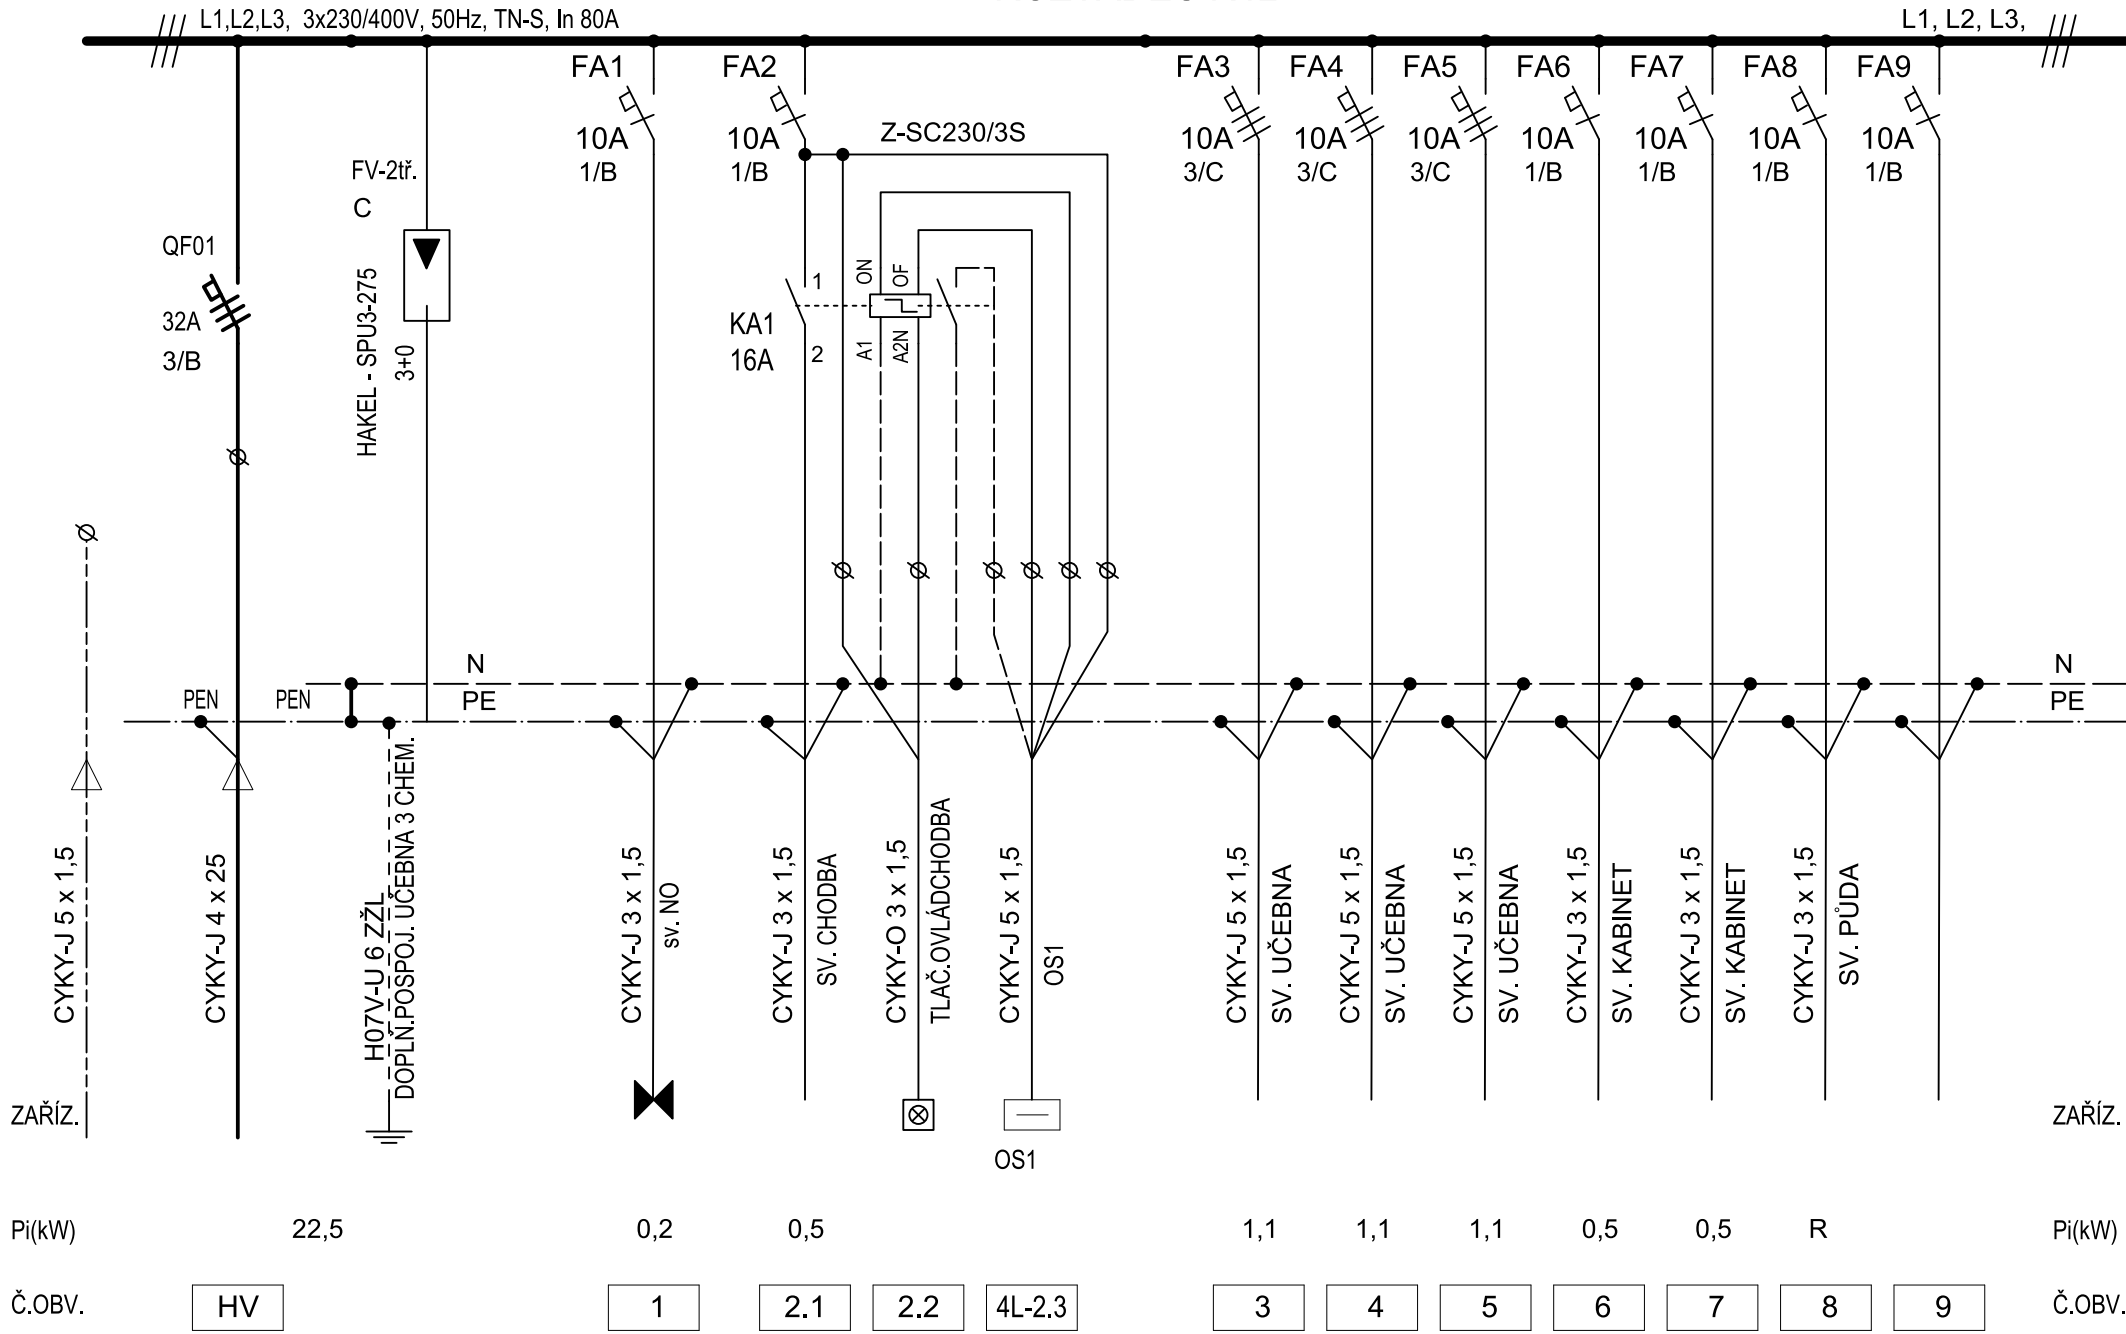 L1,L2,L3, 3x230/400V, 50Hz, TN-S, In 80A
L1, L2, L3,
FA1
10A
1/B
FA2
10A
1/B
Z-SC230/3S
FA3
10A
3/C
FA4
10A
3/C
FA5
10A
3/C
FA6
10A
1/B
FA7
10A
1/B
FA8
10A
1/B
FA9
10A
1/B
FV-2tř.
C
QF01
32A
3/B
HAKEL - SPU3-275
3+0
KA1
16A
1
2
ON
OF
A1
A2N
N
PE
PEN
PEN
N
PE
CYKY-J 5 x 1,5
CYKY-J 4 x 25
H07V-U 6 ZŽL
DOPLŇ.POSPOJ. UČEBNA 3 CHEM.
CYKY-J 3 x 1,5
sv. NO
CYKY-J 3 x 1,5
SV. CHODBA
CYKY-O 3 x 1,5
TLAČ.OVLÁDCHODBA
CYKY-J 5 x 1,5
OS1
CYKY-J 5 x 1,5
SV. UČEBNA
CYKY-J 5 x 1,5
SV. UČEBNA
CYKY-J 5 x 1,5
SV. UČEBNA
CYKY-J 3 x 1,5
SV. KABINET
CYKY-J 3 x 1,5
SV. KABINET
CYKY-J 3 x 1,5
SV. PŮDA
ZAŘÍZ.
OS1
ZAŘÍZ.
Pi(kW) 22,5 0,2 0,5 1,1 1,1 1,1 0,5 0,5 R Pi(kW)
Č.OBV. HV 1 2.1 2.2 4L-2.3 3 4 5 6 7 8 9 Č.OBV.